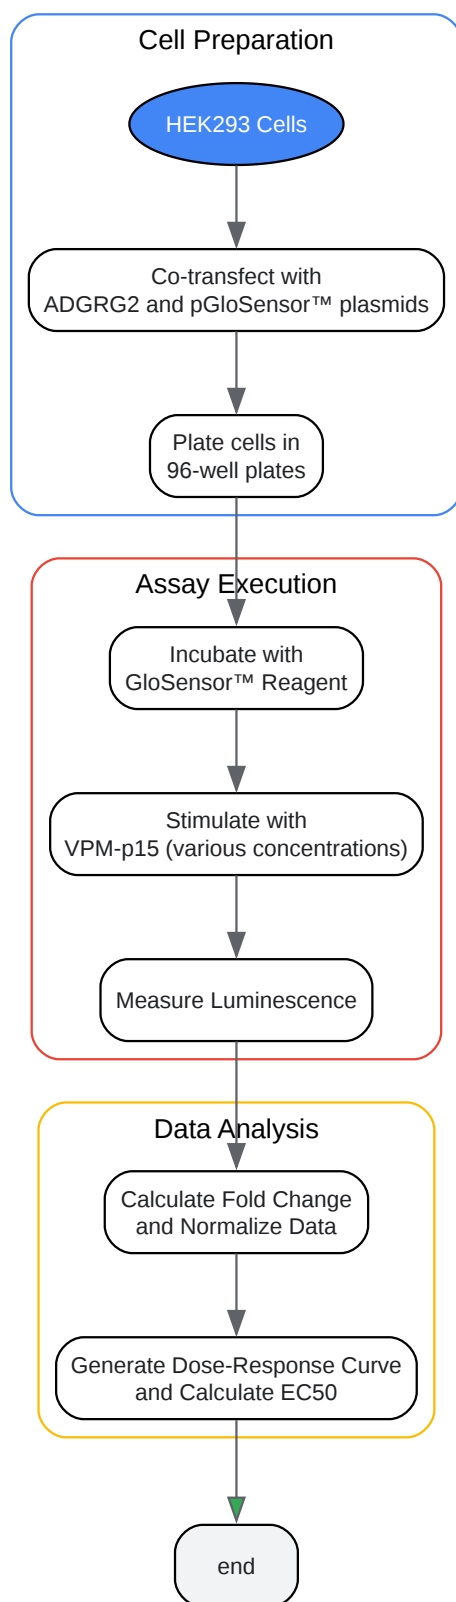 Cell Preparation
HEK293 Cells
Co-transfect with
ADGRG2 and pGloSensor™ plasmids
Plate cells in
96-well plates
Assay Execution
Incubate with
GloSensor™ Reagent
Stimulate with
VPM-p15 (various concentrations)
Measure Luminescence
Data Analysis
Calculate Fold Change
and Normalize Data
Generate Dose-Response Curve
and Calculate EC50
end